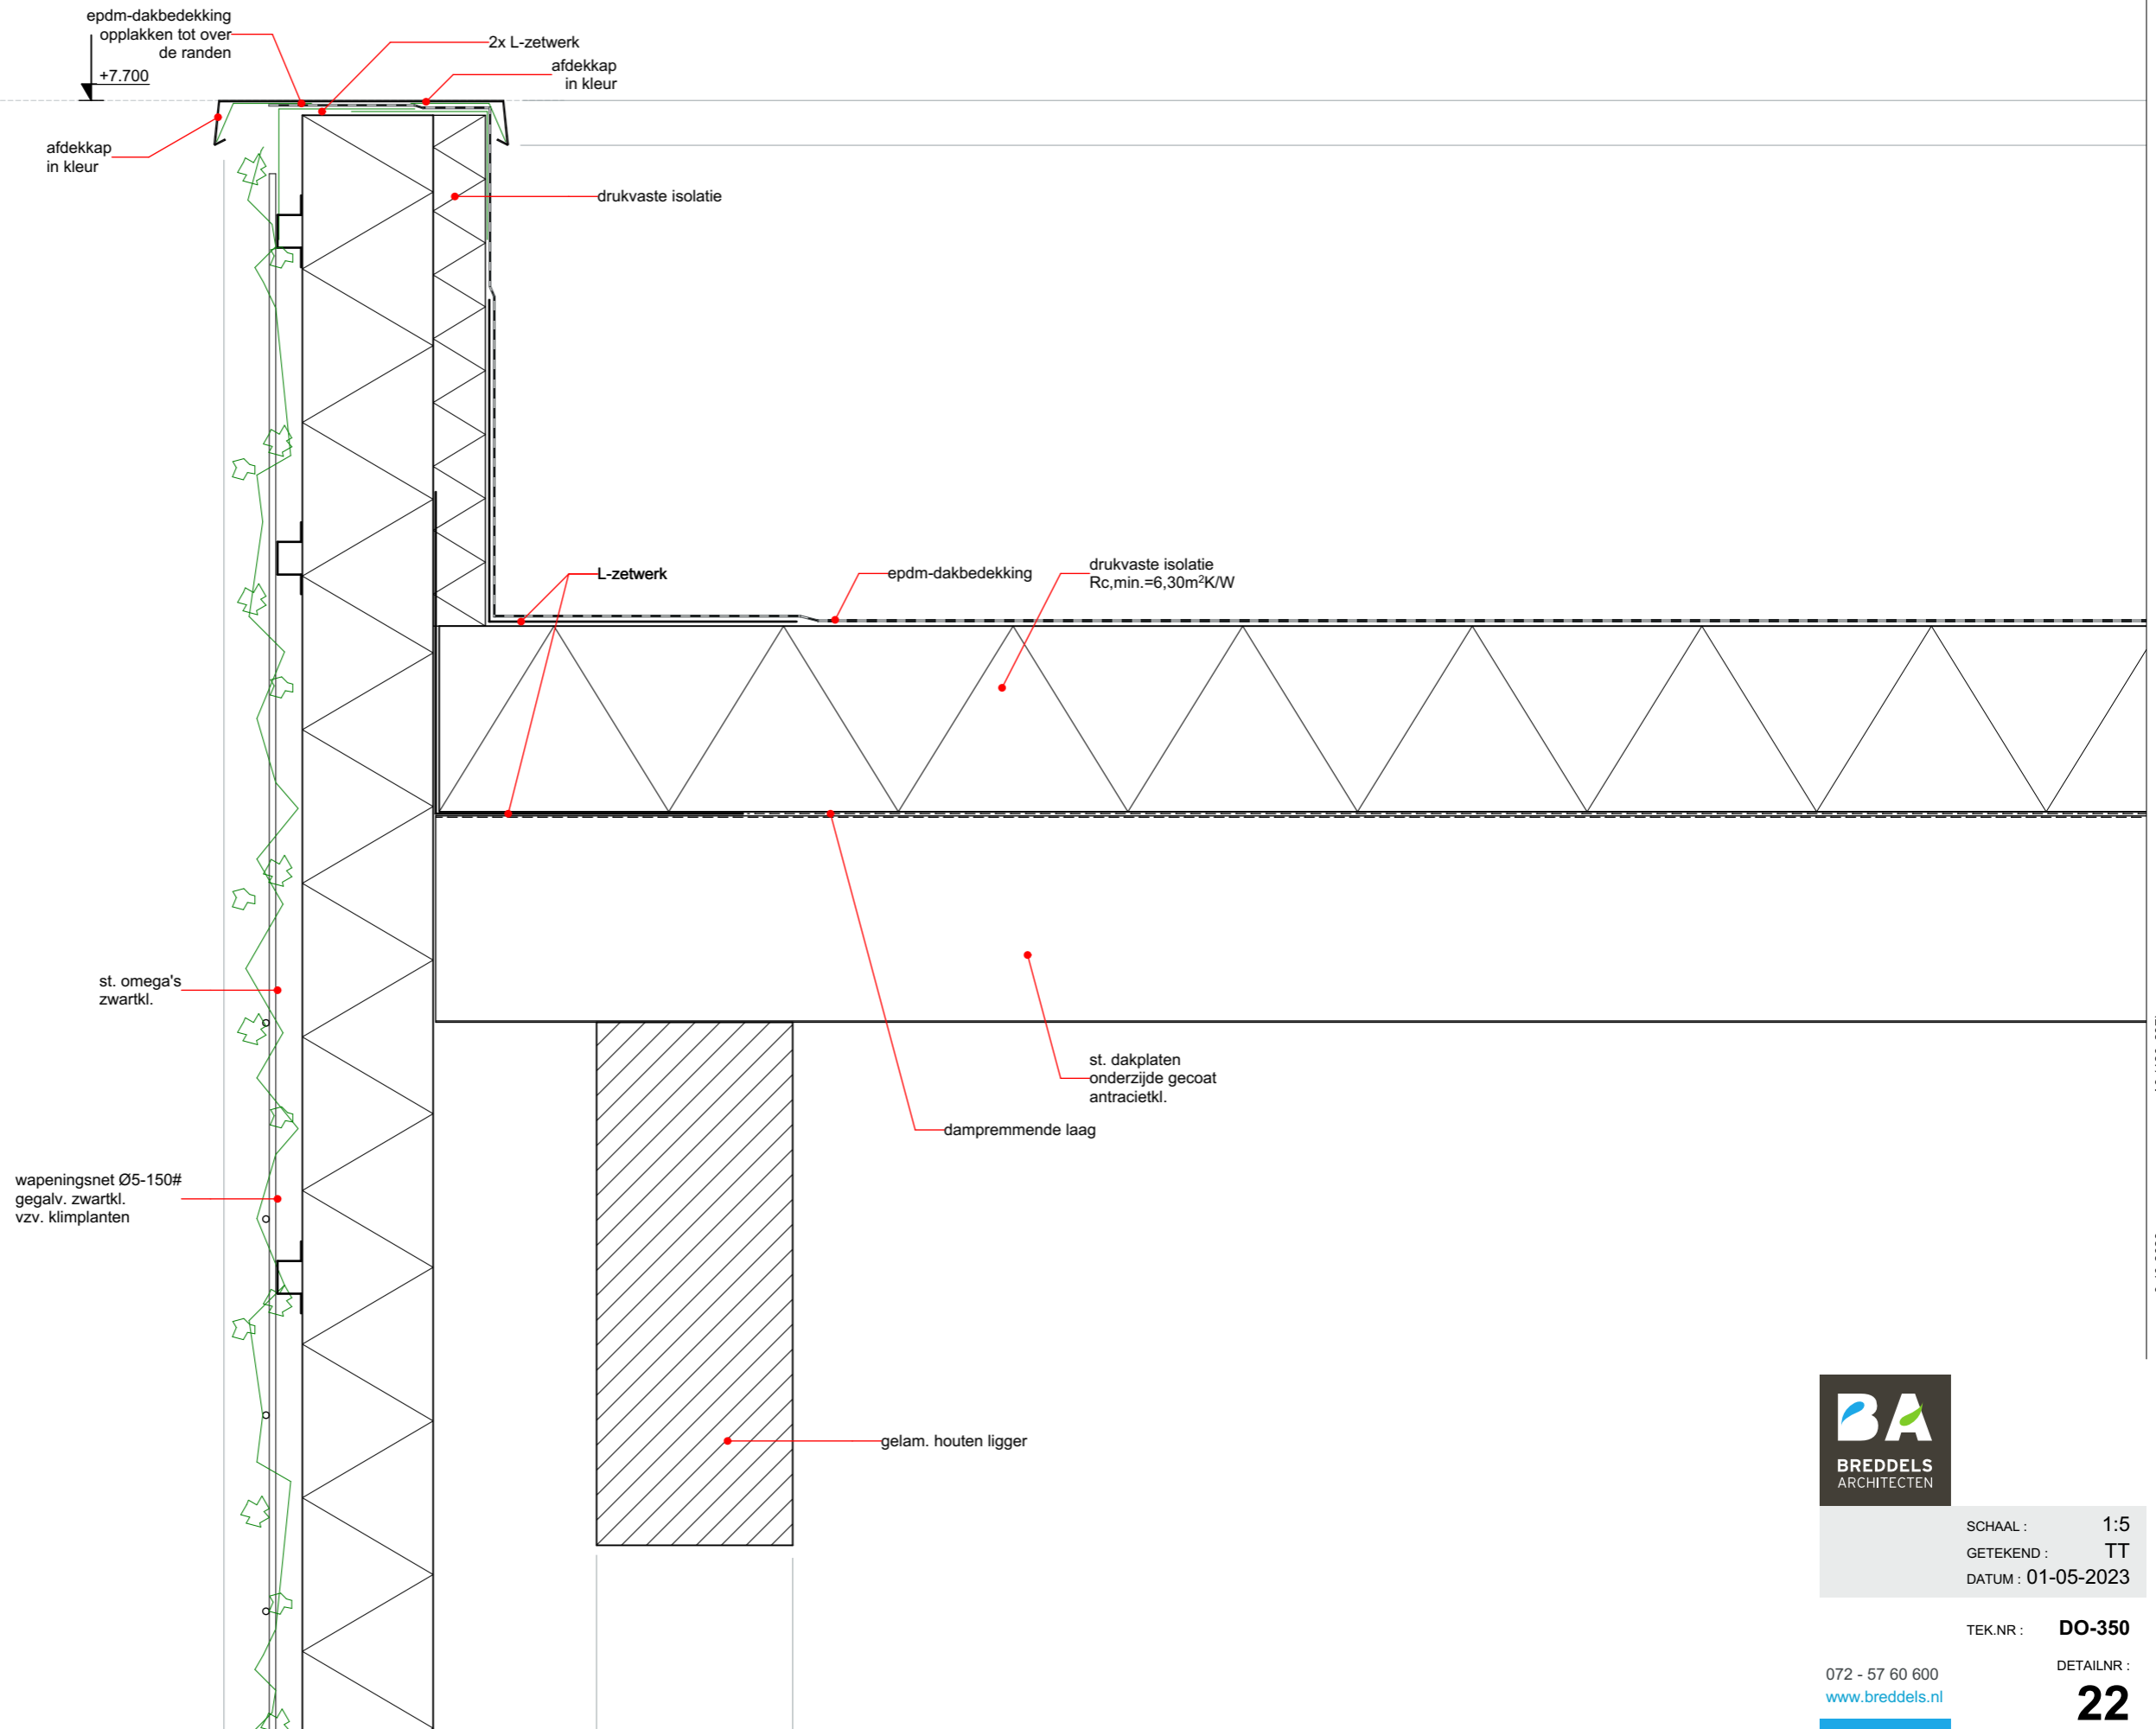 epdm-dakbedekking
opplakken tot over
de randen
+7.700
2x L-zetwerk
afdekkap
in kleur
afdekkap
in kleur
drukvaste isolatie
L-zetwerk
epdm-dakbedekking
drukvaste isolatie
Rc,min.=6,30m²K/W
st. omega's
zwartkl.
st. dakplaten
onderzijde gecoat
antracietkl.
dampremmende laag
wapeningsnet Ø5-150#
gegalv. zwartkl.
vzv. klimplanten
gelam. houten ligger
BA
BREDDELS
ARCHITECTEN
SCHAAL : 1:5
GETEKEND : TT
DATUM : 01-05-2023
TEK.NR : DO-350
DETAILNR :
22
072 - 57 60 600
www.breddels.nl